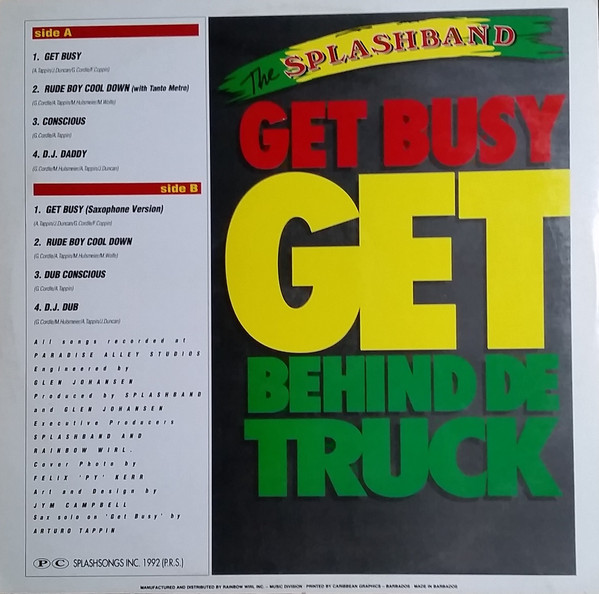 side A
1. GET BUSY
(A.Tappin/J.Duncan/G.Cordle/F.Coppin)
2. RUDE BOY COOL DOWN (with Tanto Metro)
(G.Cordle/A.Tappin/M.Hulsmeier/M.Wolfe)
3. CONSCIOUS
(G.Cordle/A.Tappin)
4. D.J. DADDY
(G.Cordle/M.Hulsmeier/A.Tappin/J.Duncan)
side B
1. GET BUSY (Saxophone Version)
(A.Tappin/J.Duncan/G.Cordle/F.Coppin)
2. RUDE BOY COOL DOWN
(G.Cordle/A.Tappin/M.Hulsmeier/M.Wolfe)
3. DUB CONSCIOUS
(G.Cordle/A.Tappin)
4. D.J. DUB
(G.Cordle/M.Hulsmeier/A.Tappin/J.Duncan)
All songs recorded at
PARADISE ALLEY STUDIOS
Engineered by
GLEN JOHANSEN
Produced by SPLASHBAND
and GLEN JOHANSEN
Executive Producers
SPLASHBAND AND
RAINBOW WIRL.
Cover Photo by
FELIX 'PY' KERR
Art and Design by
JYM CAMPBELL
Sax solo on 'Get Busy' by
ARTURO TAPPIN
Ⓟ Ⓒ SPLASHSONGS INC. 1992 (P.R.S.)
The SPLASHBAND
GET BUSY
GET
BEHIND DE
TRUCK
MANUFACTURED AND DISTRIBUTED BY RAINBOW WIRL INC. - MUSIC DIVISION · PRINTED BY CARIBBEAN GRAPHICS - BARBADOS · MADE IN BARBADOS